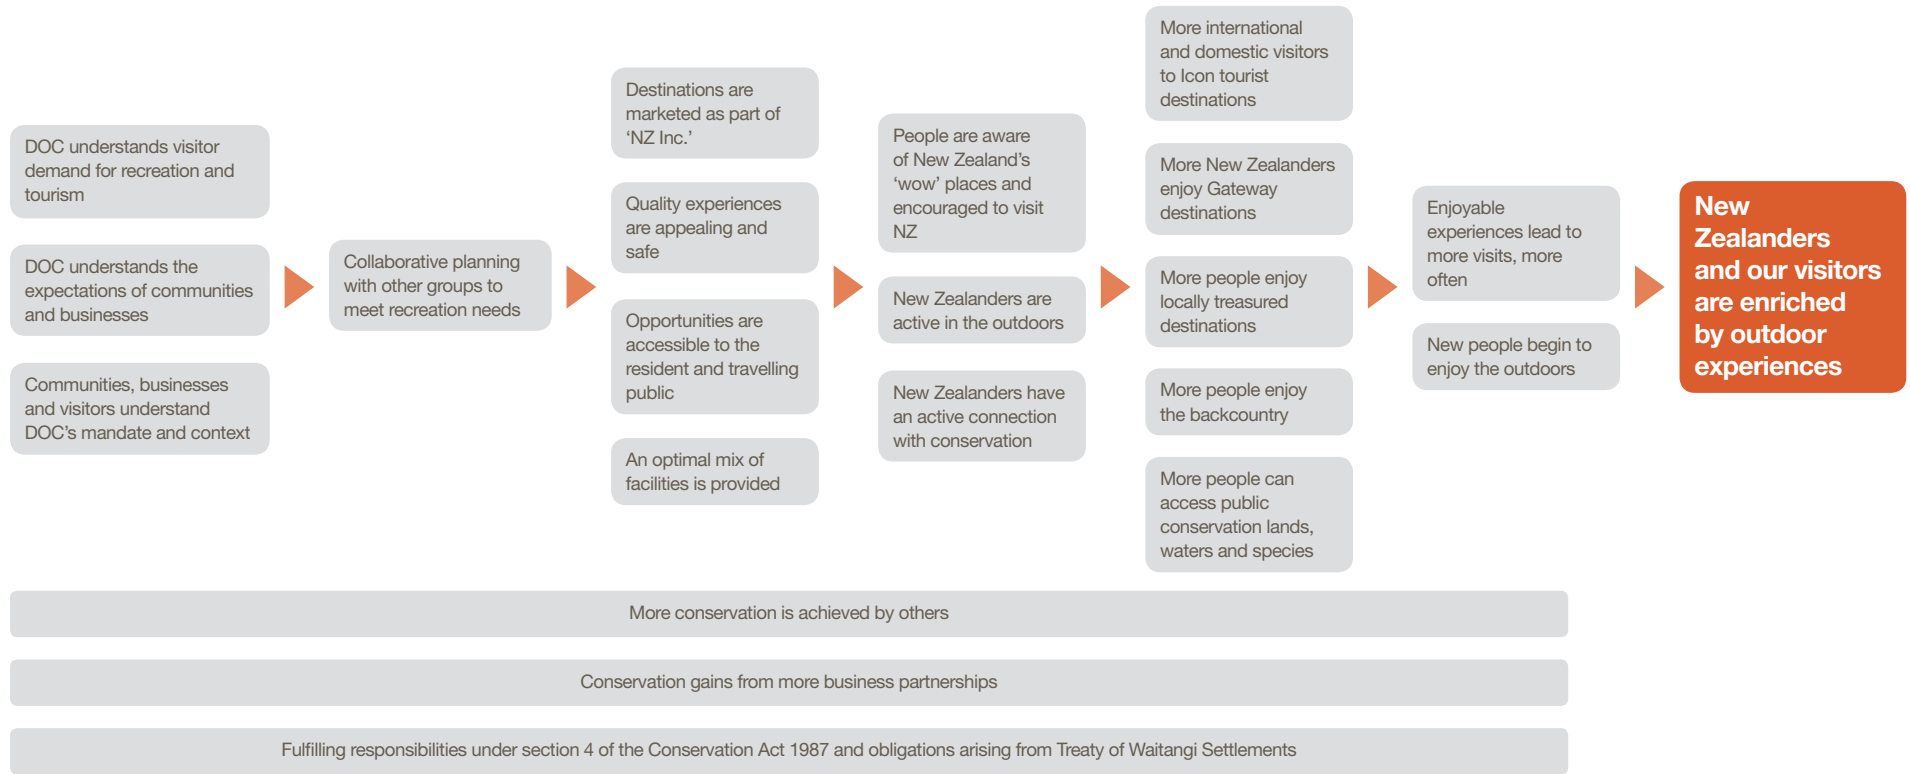 DOC understands visitor
demand for recreation and
tourism
DOC understands the
expectations of communities
and businesses
Communities, businesses
and visitors understand
DOC’s mandate and context
Collaborative planning
with other groups to
meet recreation needs
Destinations are
marketed as part of
‘NZ Inc.’
Quality experiences
are appealing and
safe
Opportunities are
accessible to the
resident and travelling
public
An optimal mix of
facilities is provided
People are aware
of New Zealand’s
‘wow’ places and
encouraged to visit
NZ
New Zealanders are
active in the outdoors
New Zealanders have
an active connection
with conservation
More international
and domestic visitors
to Icon tourist
destinations
More New Zealanders
enjoy Gateway
destinations
More people enjoy
locally treasured
destinations
More people enjoy
the backcountry
More people can
access public
conservation lands,
waters and species
Enjoyable
experiences lead to
more visits, more
often
New people begin to
enjoy the outdoors
New
Zealanders
and our visitors
are enriched
by outdoor
experiences
More conservation is achieved by others
Conservation gains from more business partnerships
Fulfilling responsibilities under section 4 of the Conservation Act 1987 and obligations arising from Treaty of Waitangi Settlements